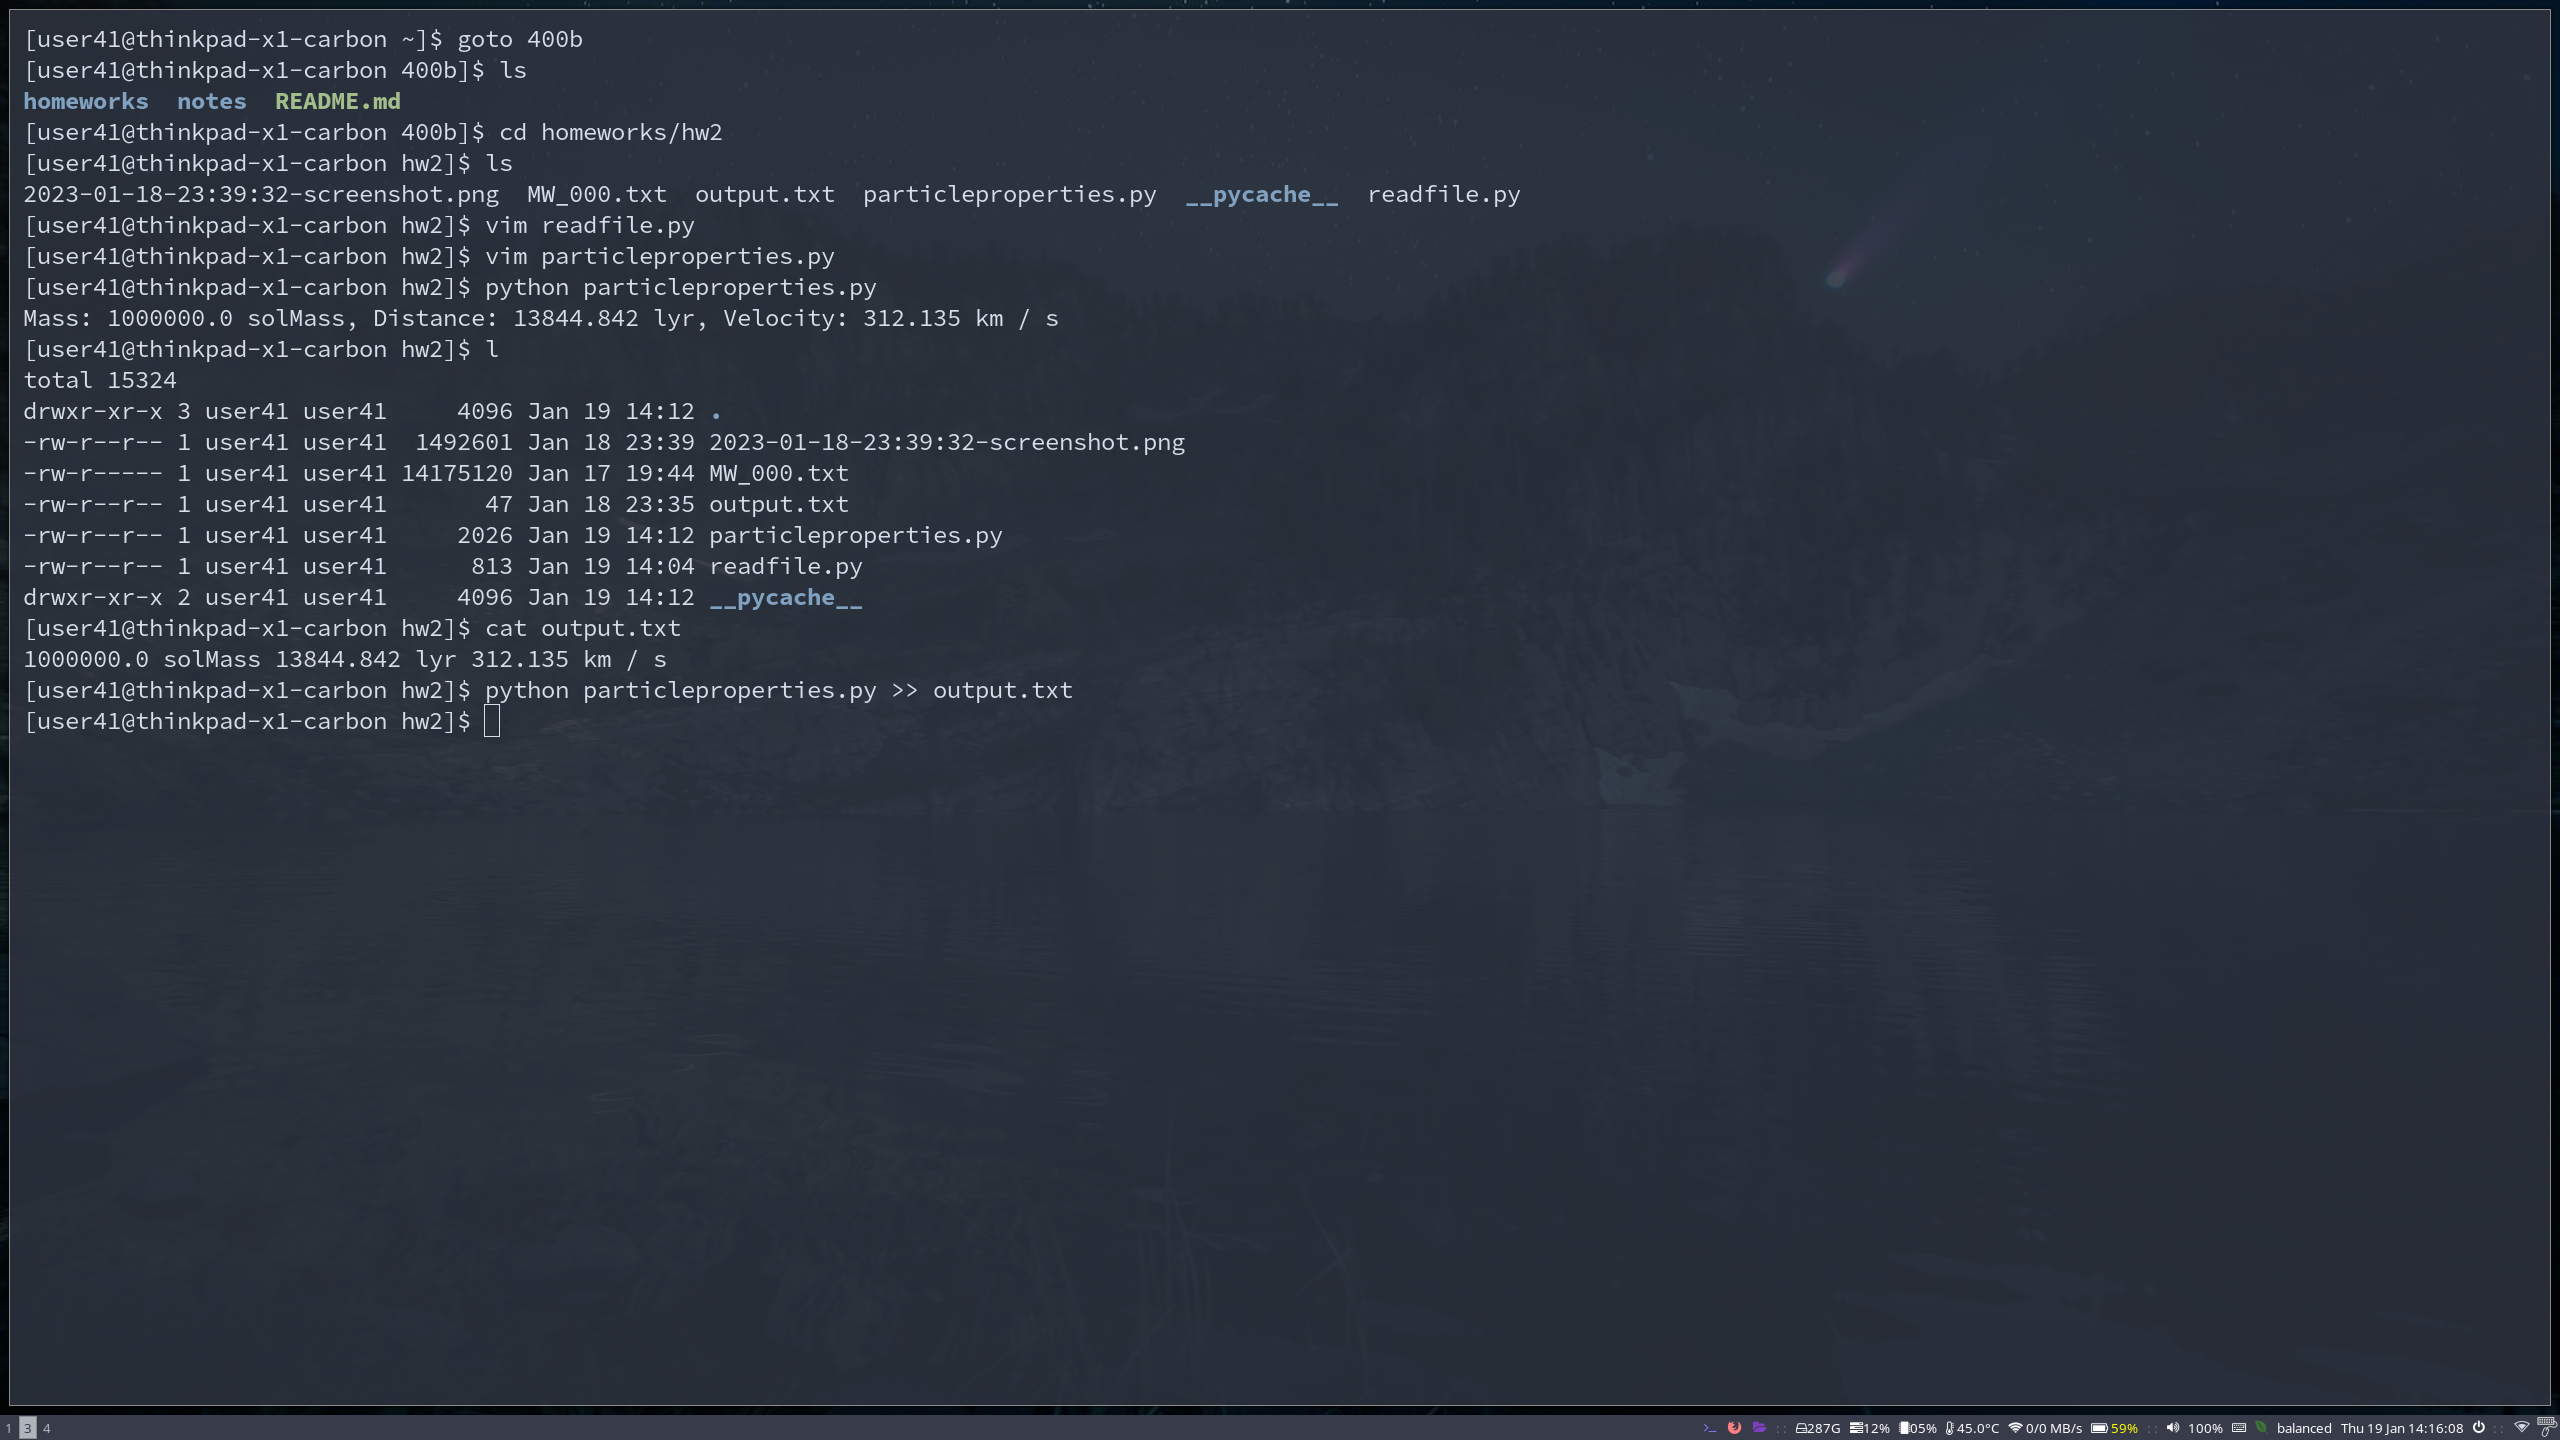 [user41@thinkpad-x1-carbon ~]$ goto 400b
[user41@thinkpad-x1-carbon 400b]$ ls
homeworks  notes  README.md
[user41@thinkpad-x1-carbon 400b]$ cd homeworks/hw2
[user41@thinkpad-x1-carbon hw2]$ ls
2023-01-18-23:39:32-screenshot.png  MW_000.txt  output.txt  particleproperties.py  __pycache__  readfile.py
[user41@thinkpad-x1-carbon hw2]$ vim readfile.py
[user41@thinkpad-x1-carbon hw2]$ vim particleproperties.py
[user41@thinkpad-x1-carbon hw2]$ python particleproperties.py
Mass: 1000000.0 solMass, Distance: 13844.842 lyr, Velocity: 312.135 km / s
[user41@thinkpad-x1-carbon hw2]$ l
total 15324
drwxr-xr-x 3 user41 user41     4096 Jan 19 14:12 .
-rw-r--r-- 1 user41 user41  1492601 Jan 18 23:39 2023-01-18-23:39:32-screenshot.png
-rw-r----- 1 user41 user41 14175120 Jan 17 19:44 MW_000.txt
-rw-r--r-- 1 user41 user41       47 Jan 18 23:35 output.txt
-rw-r--r-- 1 user41 user41     2026 Jan 19 14:12 particleproperties.py
-rw-r--r-- 1 user41 user41      813 Jan 19 14:04 readfile.py
drwxr-xr-x 2 user41 user41     4096 Jan 19 14:12 __pycache__
[user41@thinkpad-x1-carbon hw2]$ cat output.txt
1000000.0 solMass 13844.842 lyr 312.135 km / s
[user41@thinkpad-x1-carbon hw2]$ python particleproperties.py >> output.txt
[user41@thinkpad-x1-carbon hw2]$
1 3 4 :: 287G 12% 05% 45.0°C 0/0 MB/s 59% :: 100% balanced Thu 19 Jan 14:16:08 ::